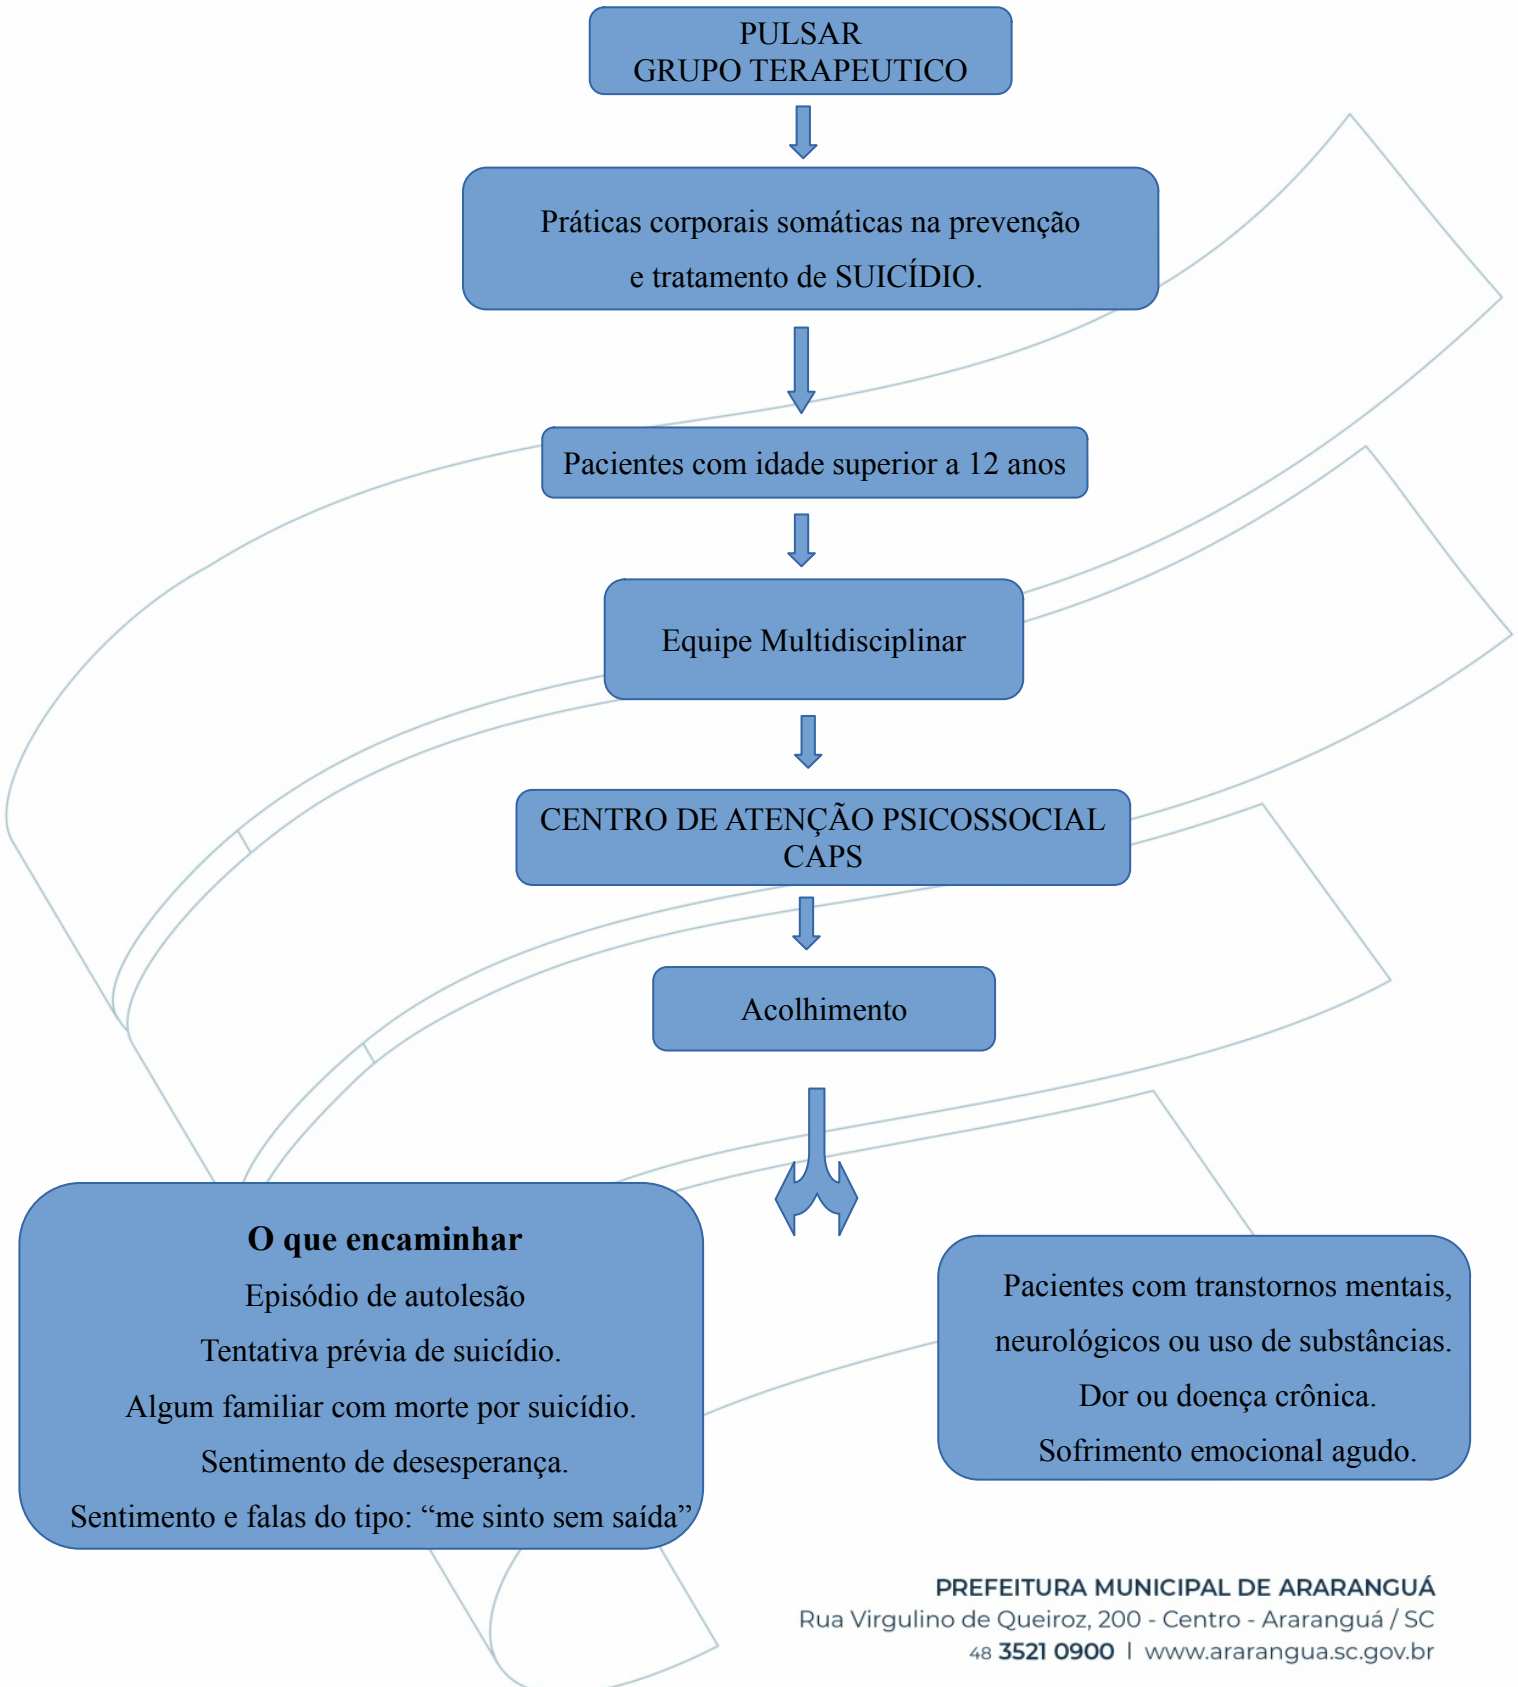 PULSAR
GRUPO TERAPEUTICO
Práticas corporais somáticas na prevenção
e tratamento de SUICÍDIO.
Pacientes com idade superior a 12 anos
Equipe Multidisciplinar
CENTRO DE ATENÇÃO PSICOSSOCIAL
CAPS
Acolhimento
O que encaminhar
Episódio de autolesão
Tentativa prévia de suicídio.
Algum familiar com morte por suicídio.
Sentimento de desesperança.
Sentimento e falas do tipo: “me sinto sem saída”
Pacientes com transtornos mentais,
neurológicos ou uso de substâncias.
Dor ou doença crônica.
Sofrimento emocional agudo.
PREFEITURA MUNICIPAL DE ARARANGUÁ
Rua Virgulino de Queiroz, 200 - Centro - Araranguá / SC
48 3521 0900 | www.ararangua.sc.gov.br